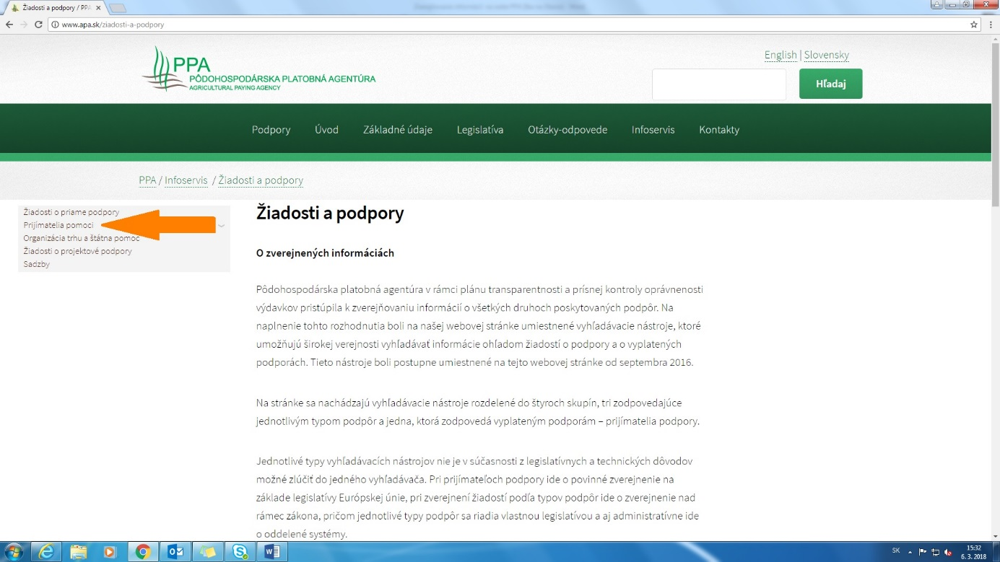 Žiadosti a podpory / PPA
www.apa.sk/ziadosti-a-podpory
PPA
PÔDOHOSPODÁRSKA PLATOBNÁ AGENTÚRA
AGRICULTURAL PAYING AGENCY
English | Slovensky
Hľadaj
Podpory Úvod Základné údaje Legislatíva Otázky-odpovede Infoservis Kontakty
PPA / Infoservis / Žiadosti a podpory
Žiadosti o priame podpory
Prijímatelia pomoci
Organizácia trhu a štátna pomoc
Žiadosti o projektové podpory
Sadzby
Žiadosti a podpory
O zverejnených informáciách
Pôdohospodárska platobná agentúra v rámci plánu transparentnosti a prísnej kontroly oprávnenosti
výdavkov pristúpila k zverejňovaniu informácií o všetkých druhoch poskytovaných podpôr. Na
naplnenie tohto rozhodnutia boli na našej webovej stránke umiestnené vyhľadávacie nástroje, ktoré
umožňujú širokej verejnosti vyhľadávať informácie ohľadom žiadostí o podpory a o vyplatených
podporách. Tieto nástroje boli postupne umiestnené na tejto webovej stránke od septembra 2016.
Na stránke sa nachádzajú vyhľadávacie nástroje rozdelené do štyroch skupín, tri zodpovedajúce
jednotlivým typom podpôr a jedna, ktorá zodpovedá vyplateným podporám – prijímatelia podpory.
Jednotlivé typy vyhľadávacích nástrojov nie je v súčasnosti z legislatívnych a technických dôvodov
možné zlúčiť do jedného vyhľadávača. Pri prijímateľoch podpory ide o povinné zverejnenie na
základe legislatívy Európskej únie, pri zverejnení žiadostí podľa typov podpôr ide o zverejnenie nad
rámec zákona, pričom jednotlivé typy podpôr sa riadia vlastnou legislatívou a aj administratívne ide
o oddelené systémy.
SK
15:32
6. 3. 2018